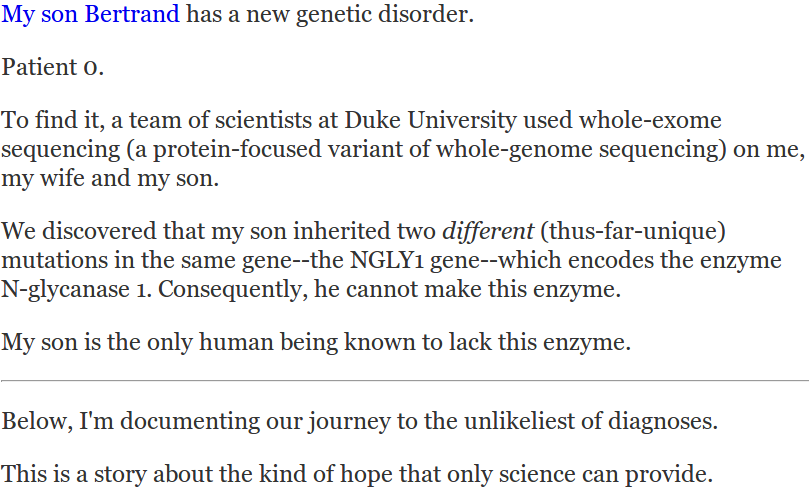 My son Bertrand has a new genetic disorder.
Patient 0.
To find it, a team of scientists at Duke University used whole-exome
sequencing (a protein-focused variant of whole-genome sequencing) on me,
my wife and my son.
We discovered that my son inherited two different (thus-far-unique)
mutations in the same gene--the NGLY1 gene--which encodes the enzyme
N-glycanase 1. Consequently, he cannot make this enzyme.
My son is the only human being known to lack this enzyme.
Below, I'm documenting our journey to the unlikeliest of diagnoses.
This is a story about the kind of hope that only science can provide.